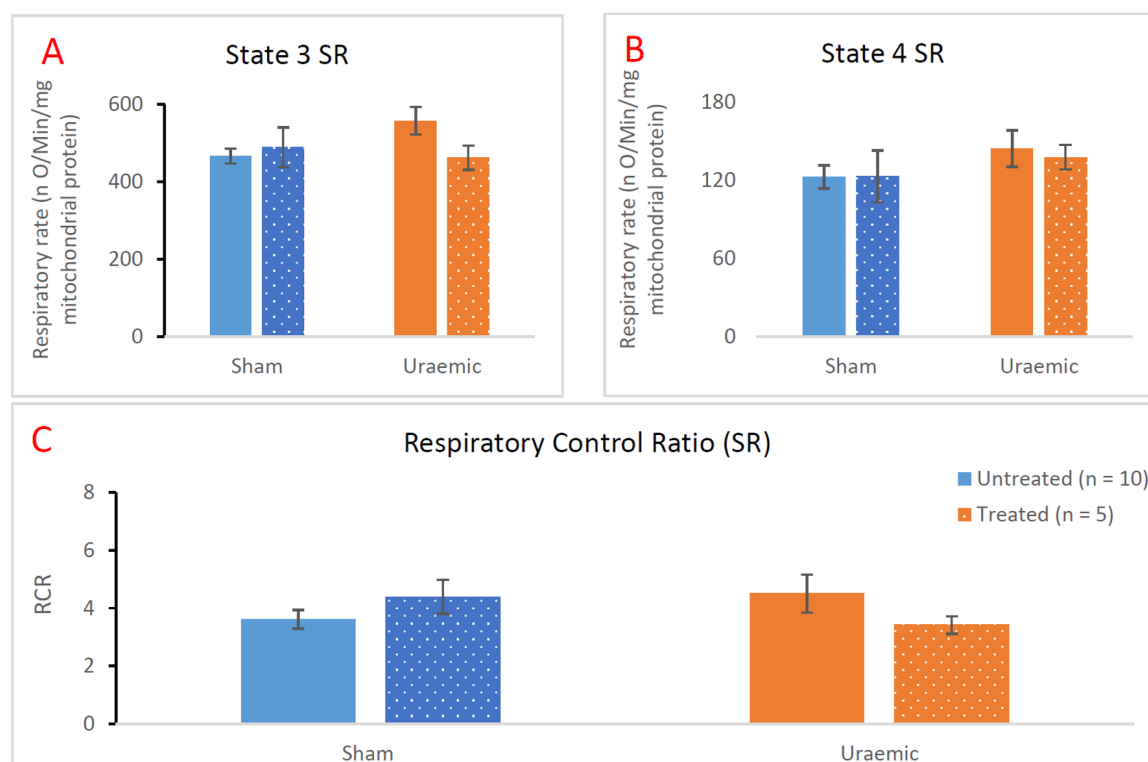 A
State 3 SR
Respiratory rate (n O/Min/mg
mitochondrial protein)
600
400
200
0
Sham Uraemic
B
State 4 SR
Respiratory rate (n O/Min/mg
mitochondrial protein)
180
120
60
0
Sham Uraemic
C
Respiratory Control Ratio (SR)
Untreated (n = 10)
Treated (n = 5)
RCR
8
6
4
2
0
Sham Uraemic